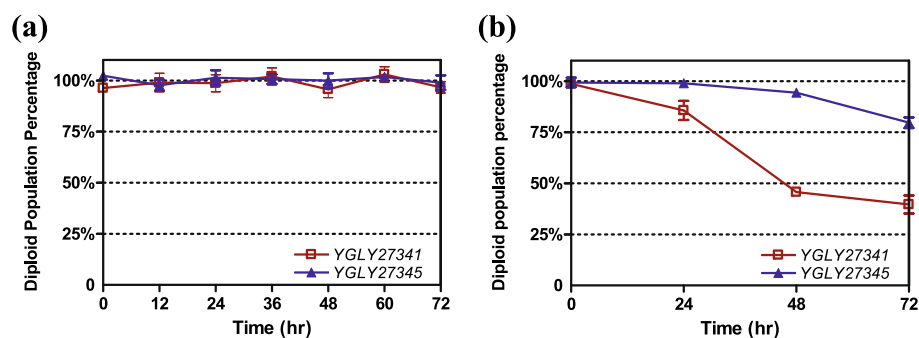 (a)
Diploid Population Percentage
100%
75%
50%
25%
0
0 12 24 36 48 60 72
Time (hr)
YGLY27341
YGLY27345
(b)
Diploid population percentage
100%
75%
50%
25%
0
0 24 48 72
Time (hr)
YGLY27341
YGLY27345